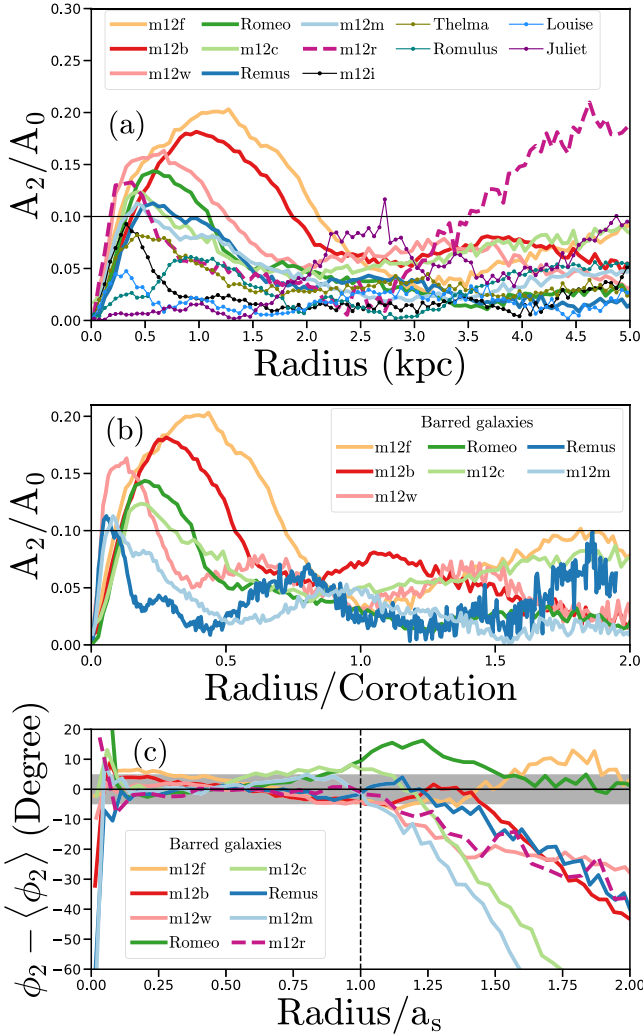 m12f Romeo m12m Thelma Louise
m12b m12c m12r Romulus Juliet
m12w Remus m12i
(a)
A₂/A₀
0.30
0.25
0.20
0.15
0.10
0.05
0.00
0.0 0.5 1.0 1.5 2.0 2.5 3.0 3.5 4.0 4.5 5.0
Radius (kpc)
(b)
Barred galaxies
m12f Romeo Remus
m12b m12c m12m
m12w
A₂/A₀
0.20
0.15
0.10
0.05
0.00
0.0 0.5 1.0 1.5 2.0
Radius/Corotation
(c)
ϕ₂ − ⟨ϕ₂⟩ (Degree)
20
10
0
−10
−20
−30
−40
−50
−60
Barred galaxies
m12f m12c
m12b Remus
m12w m12m
Romeo m12r
0.00 0.25 0.50 0.75 1.00 1.25 1.50 1.75 2.00
Radius/aₛ